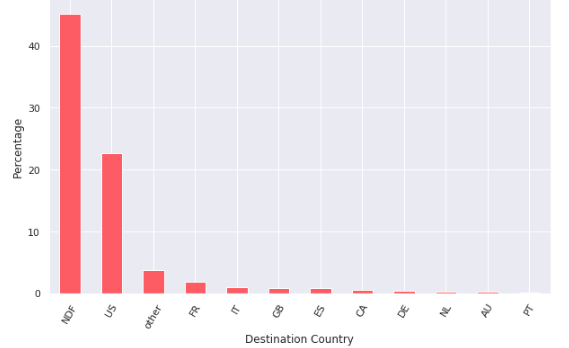 40
30
20
10
0
Percentage
NDF
US
other
FR
IT
GB
ES
CA
DE
NL
AU
PT
Destination Country